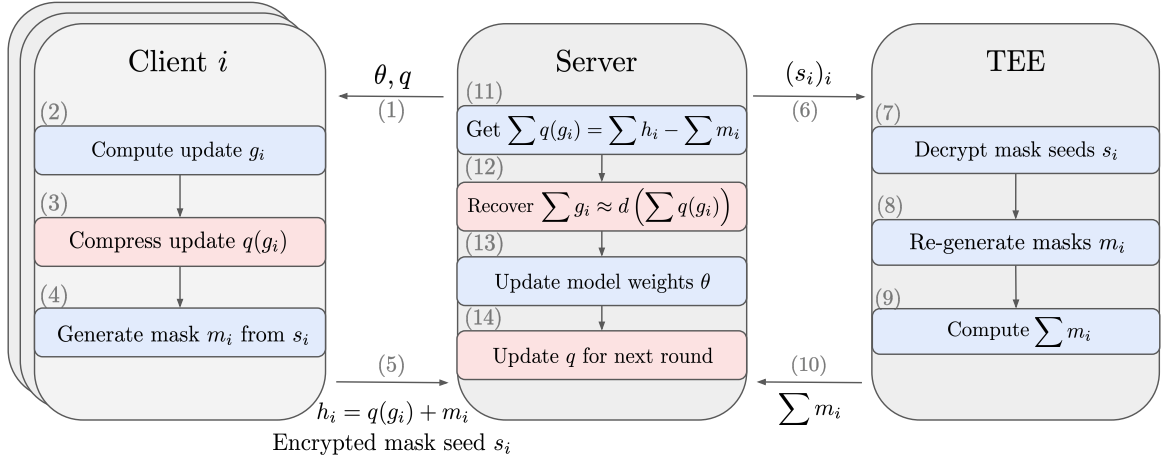 Client i
(2)
Compute update g_i
(3)
Compress update q(g_i)
(4)
Generate mask m_i from s_i
θ, q
(1)
(5)
h_i = q(g_i) + m_i
Encrypted mask seed s_i
Server
(11)
Get ∑ q(g_i) = ∑ h_i − ∑ m_i
(12)
Recover ∑ g_i ≈ d (∑ q(g_i))
(13)
Update model weights θ
(14)
Update q for next round
(s_i)_i
(6)
(10)
∑ m_i
TEE
(7)
Decrypt mask seeds s_i
(8)
Re-generate masks m_i
(9)
Compute ∑ m_i